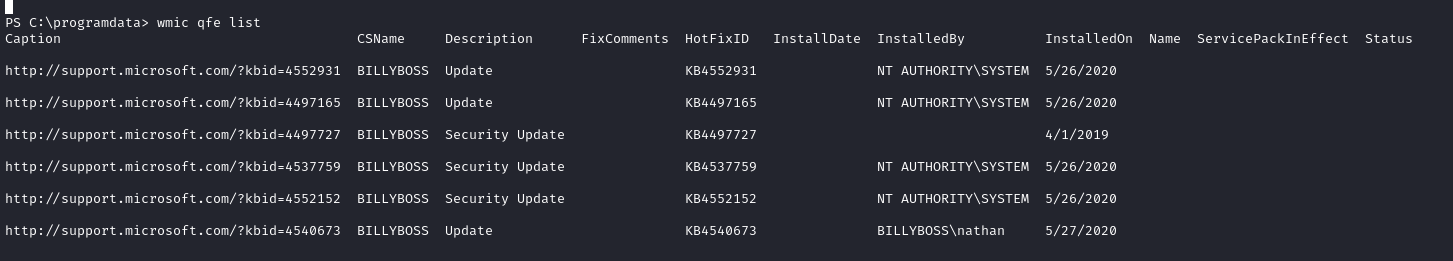 PS C:\programdata> wmic qfe list
Caption CSName Description FixComments HotFixID InstallDate InstalledBy InstalledOn Name ServicePackInEffect Status
http://support.microsoft.com/?kbid=4552931 BILLYBOSS Update KB4552931 NT AUTHORITY\SYSTEM 5/26/2020
http://support.microsoft.com/?kbid=4497165 BILLYBOSS Update KB4497165 NT AUTHORITY\SYSTEM 5/26/2020
http://support.microsoft.com/?kbid=4497727 BILLYBOSS Security Update KB4497727 4/1/2019
http://support.microsoft.com/?kbid=4537759 BILLYBOSS Security Update KB4537759 NT AUTHORITY\SYSTEM 5/26/2020
http://support.microsoft.com/?kbid=4552152 BILLYBOSS Security Update KB4552152 NT AUTHORITY\SYSTEM 5/26/2020
http://support.microsoft.com/?kbid=4540673 BILLYBOSS Update KB4540673 BILLYBOSS\nathan 5/27/2020